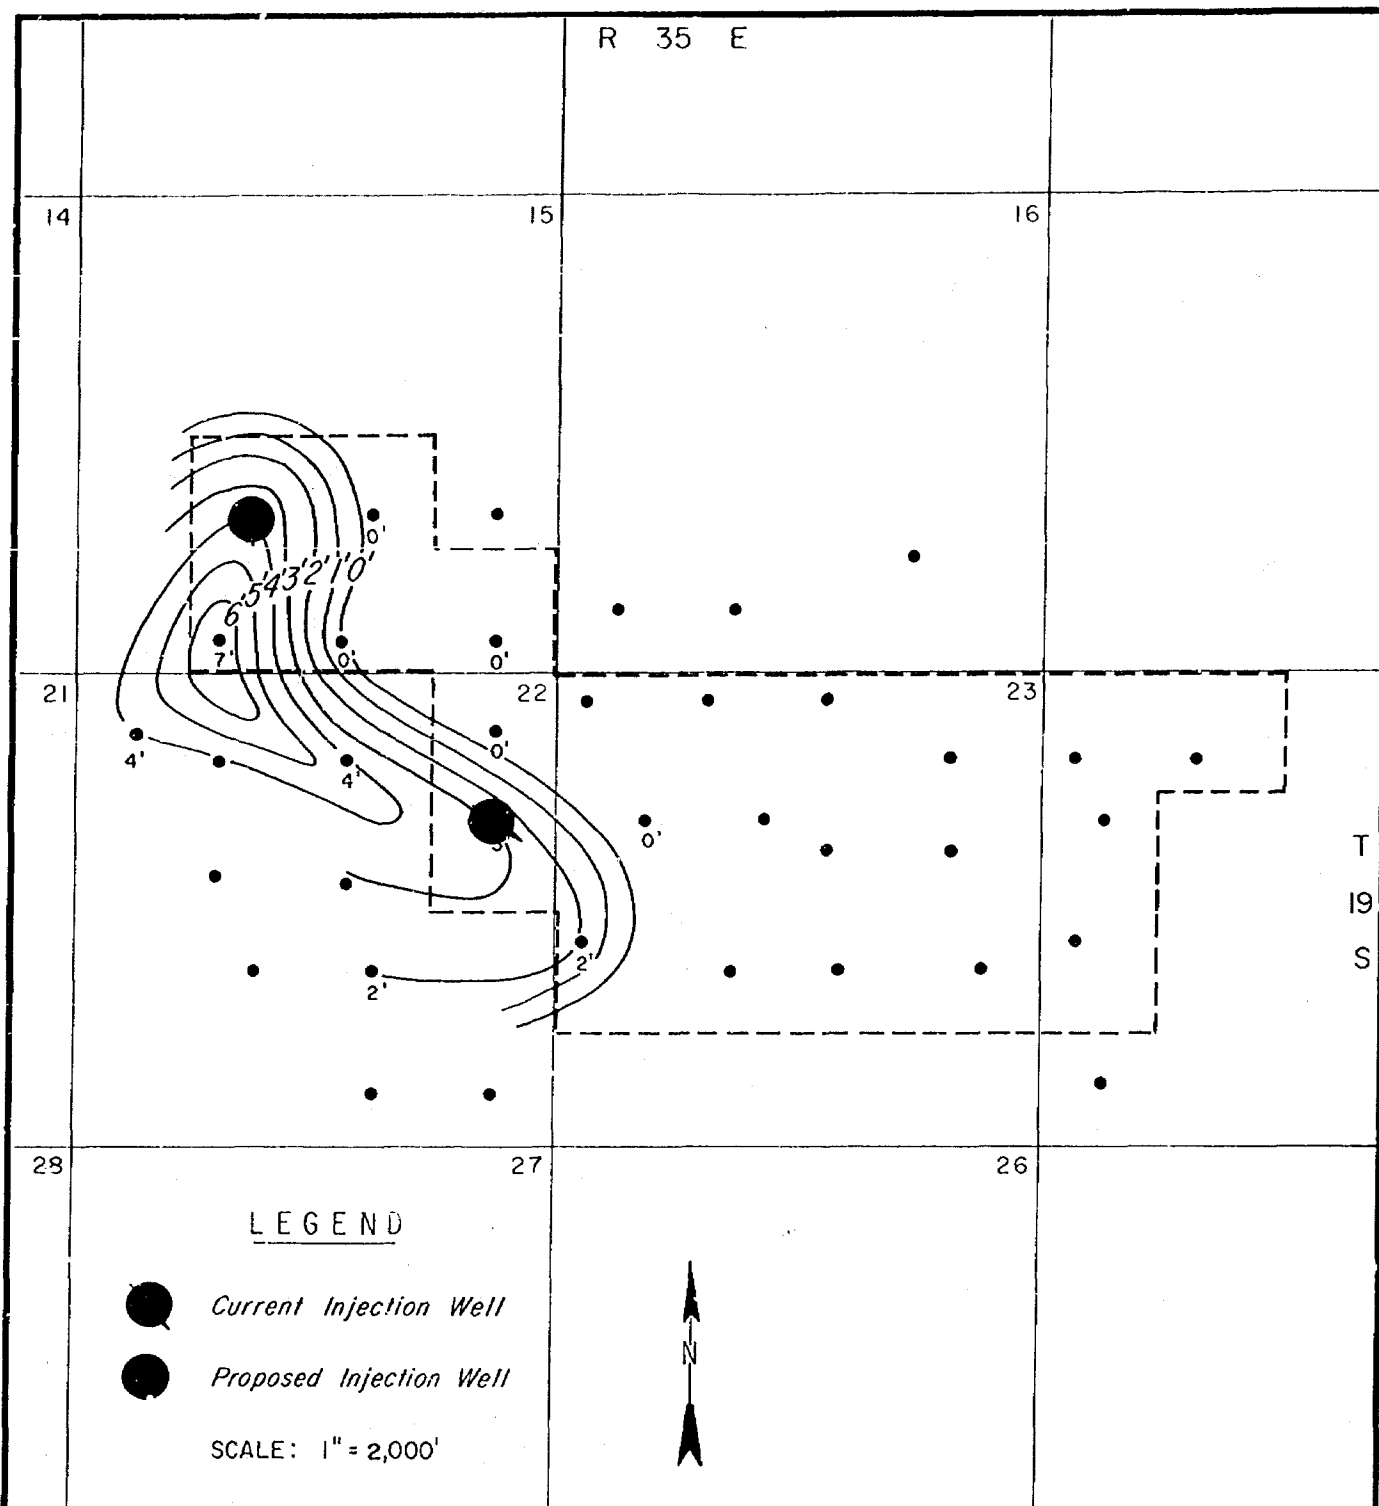 R 35 E
14
15
16
0'
6' 5' 4' 3' 2' 1' 0'
7'
0'
0'
21
22
23
4'
4'
0'
0'
3'
T
19
S
2'
2'
28
27
26
LEGEND
Current Injection Well
Proposed Injection Well
SCALE: 1" = 2,000'
N